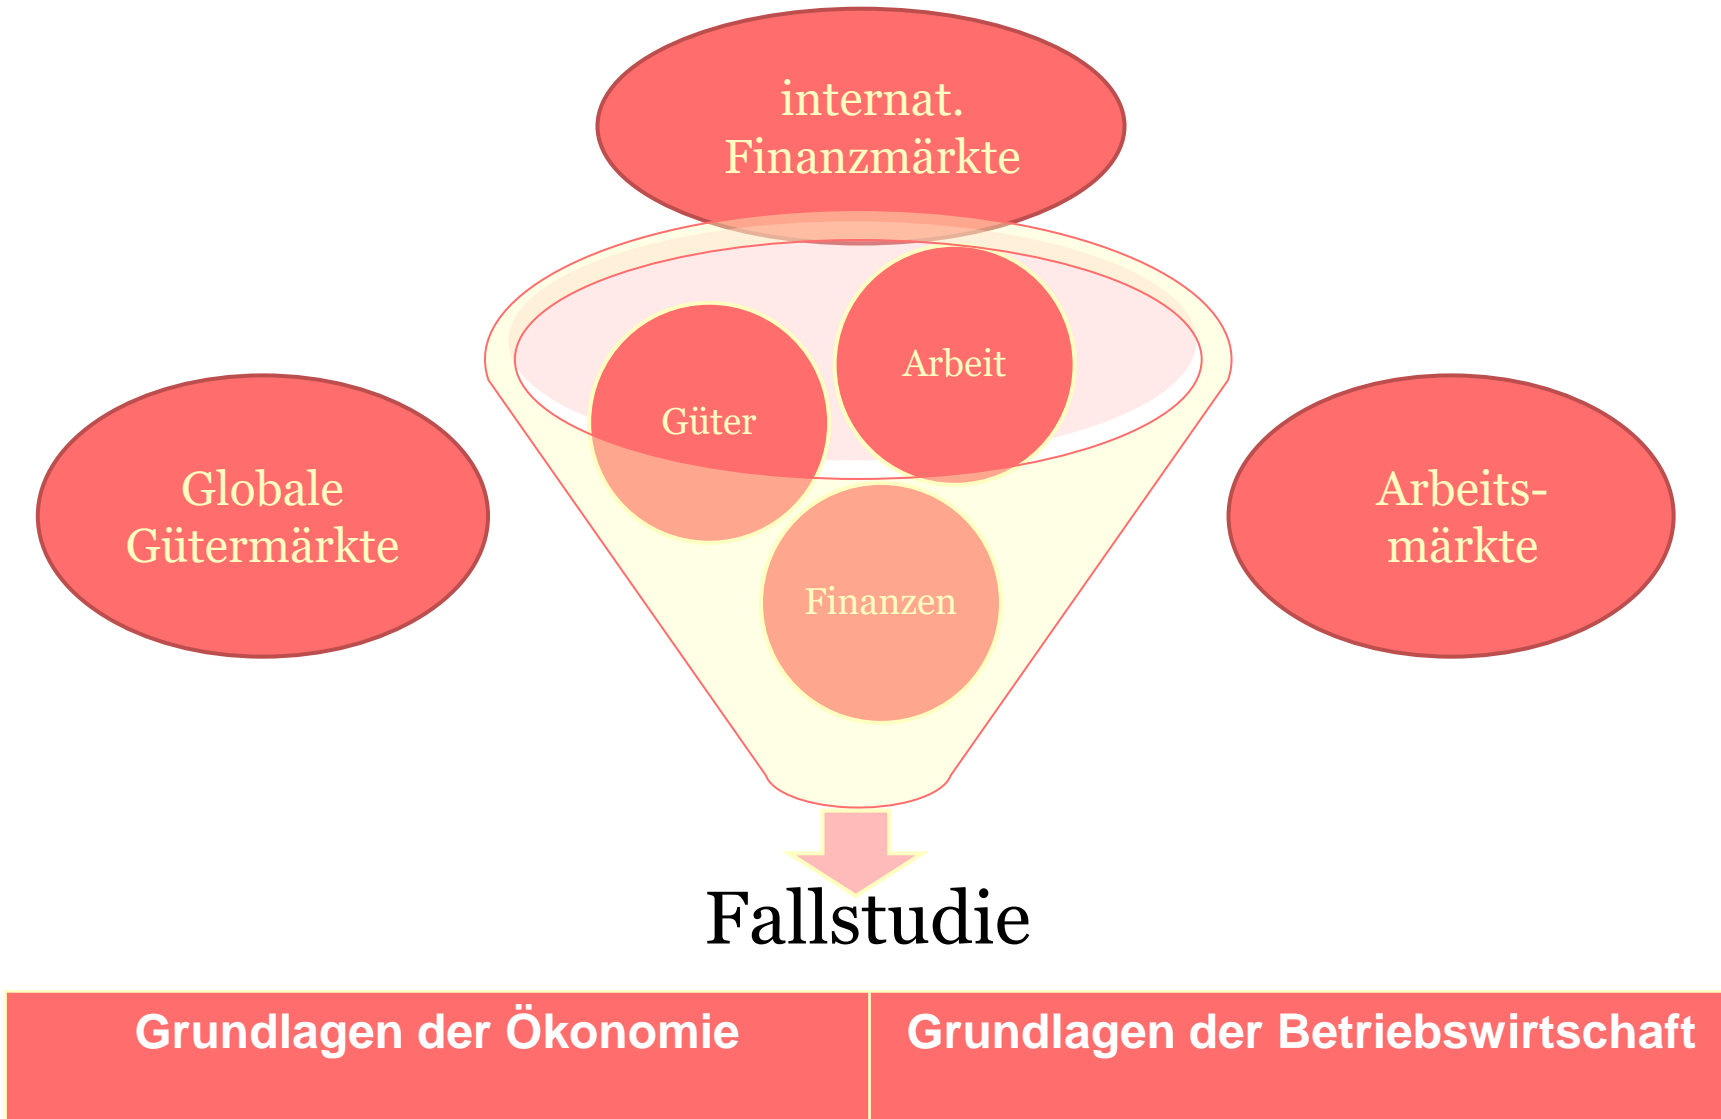 internat.
Finanzmärkte
Arbeit
Güter
Globale
Gütermärkte
Arbeits-
märkte
Finanzen
Fallstudie
Grundlagen der Ökonomie
Grundlagen der Betriebswirtschaft